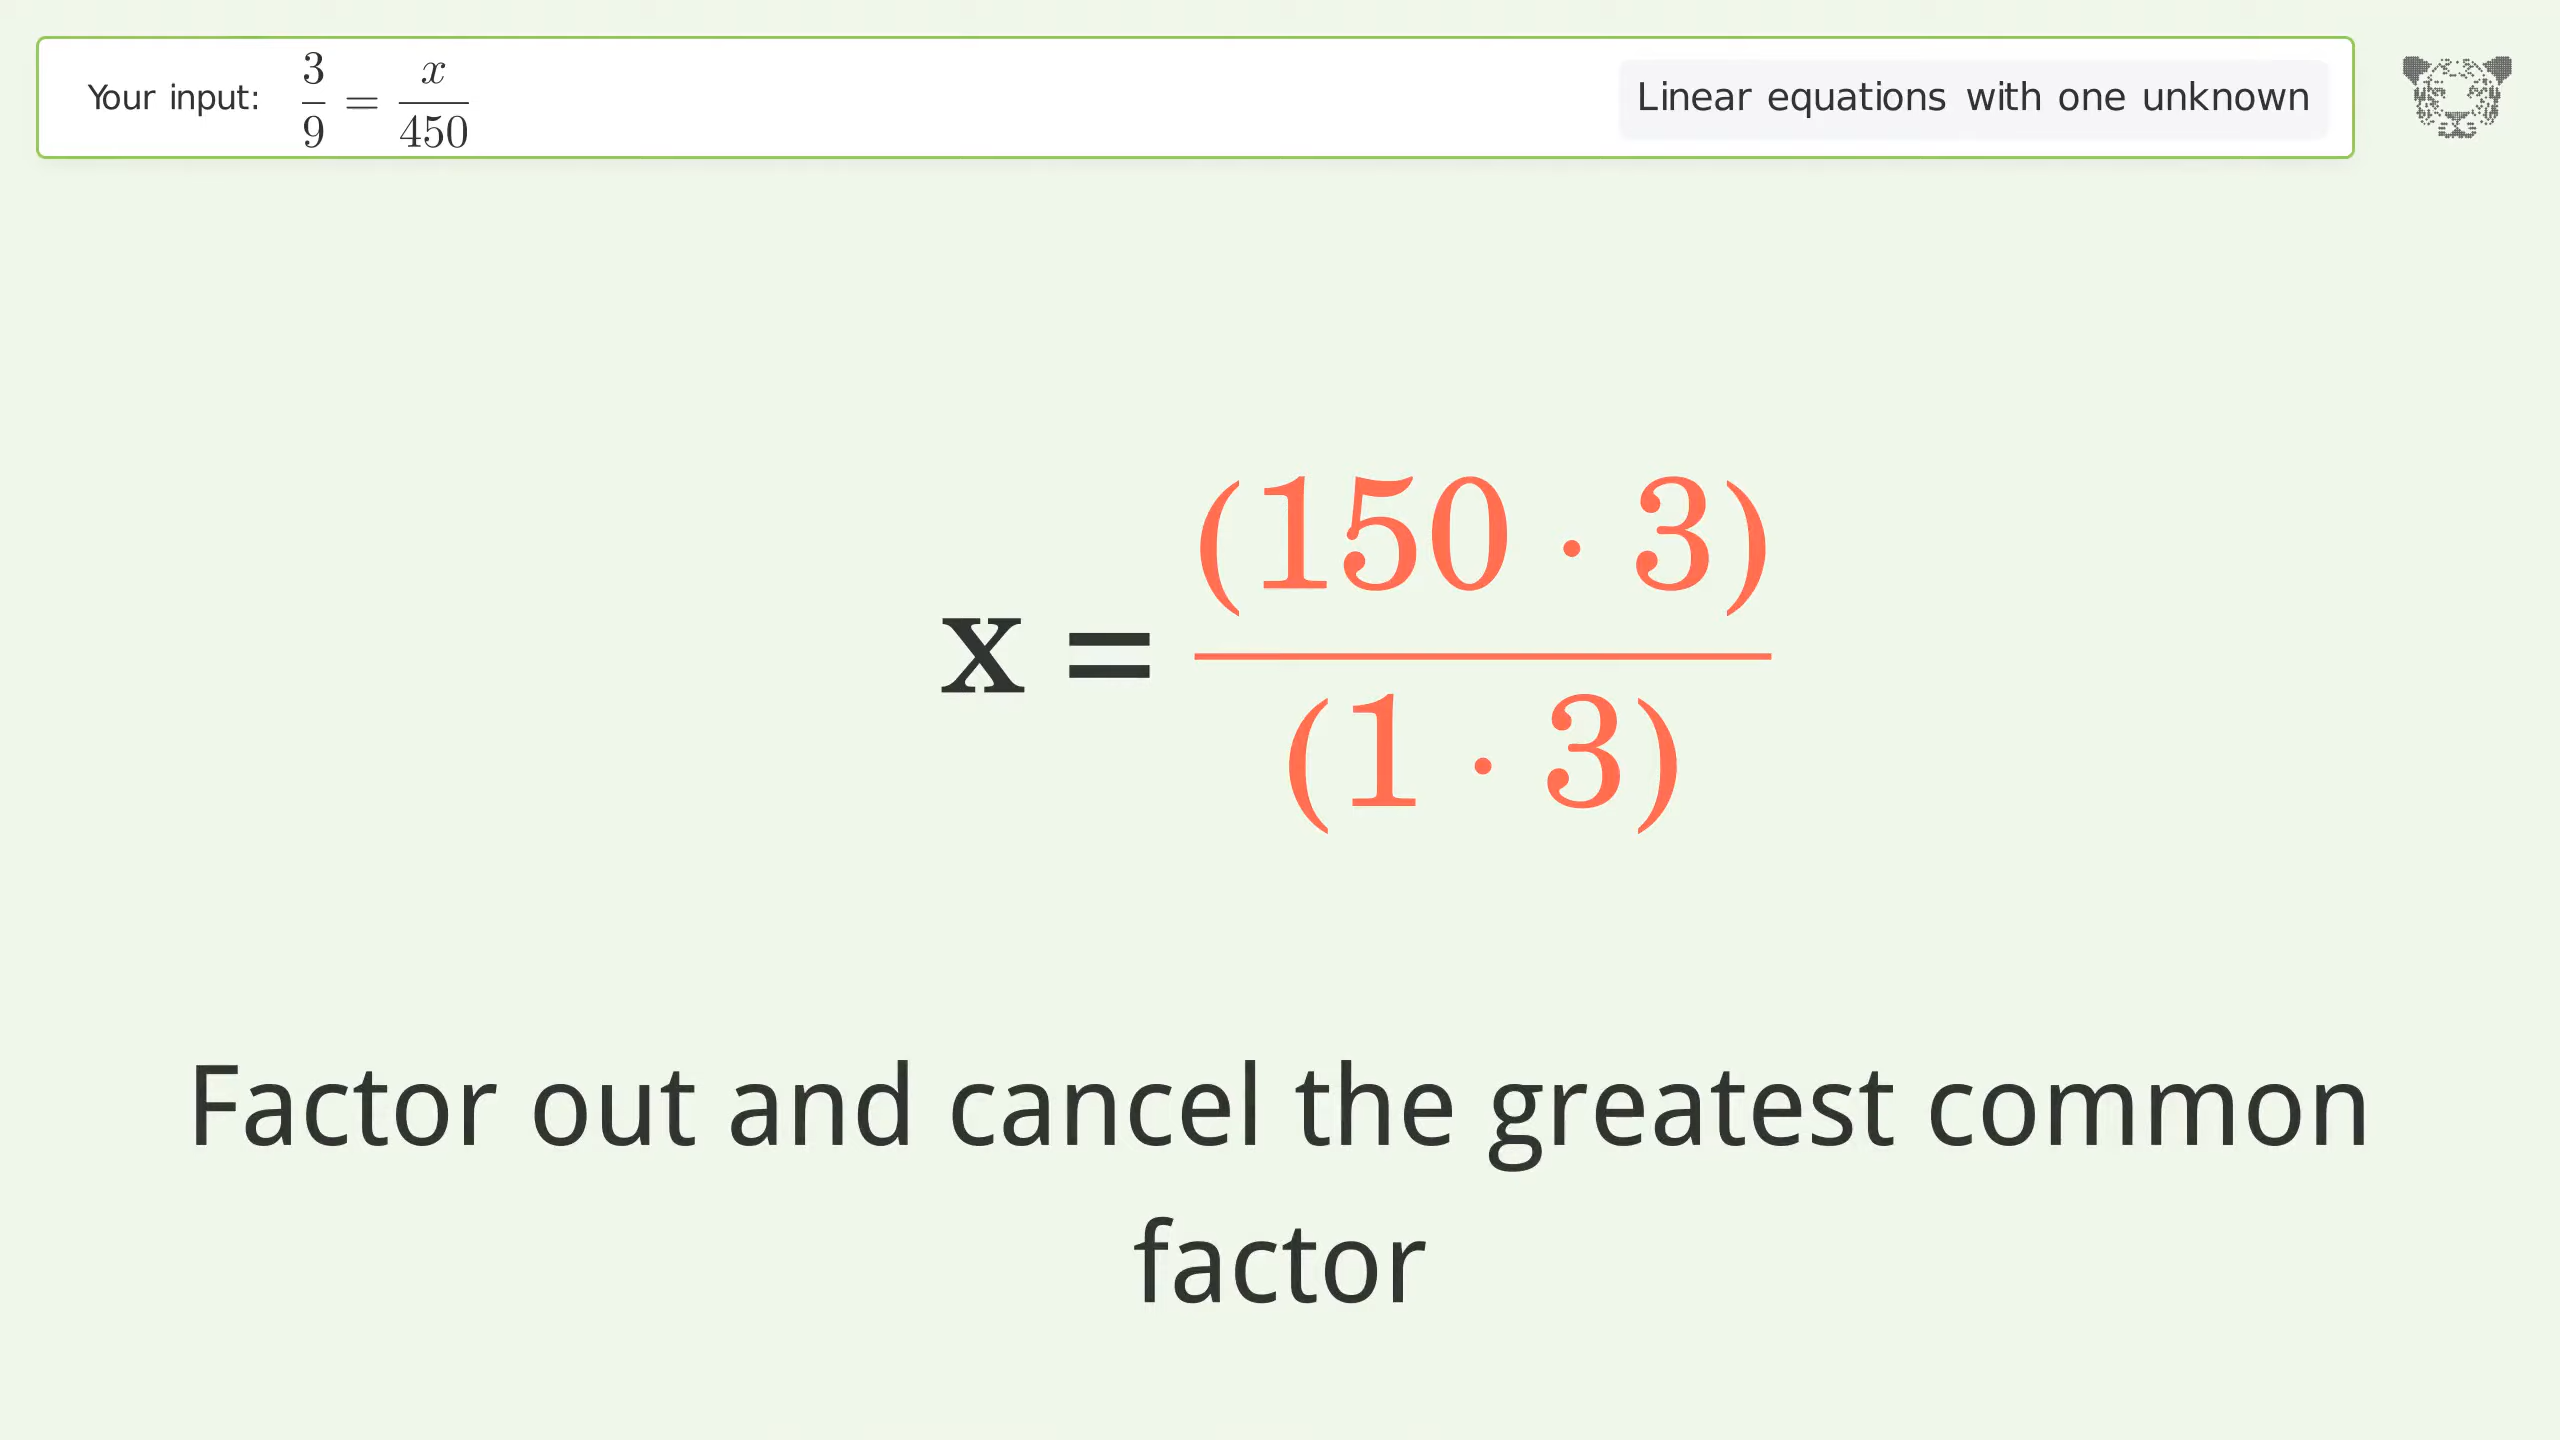 Your input: 3/9 = x/450
Linear equations with one unknown
x = (150 · 3)/(1 · 3)
Factor out and cancel the greatest common
factor